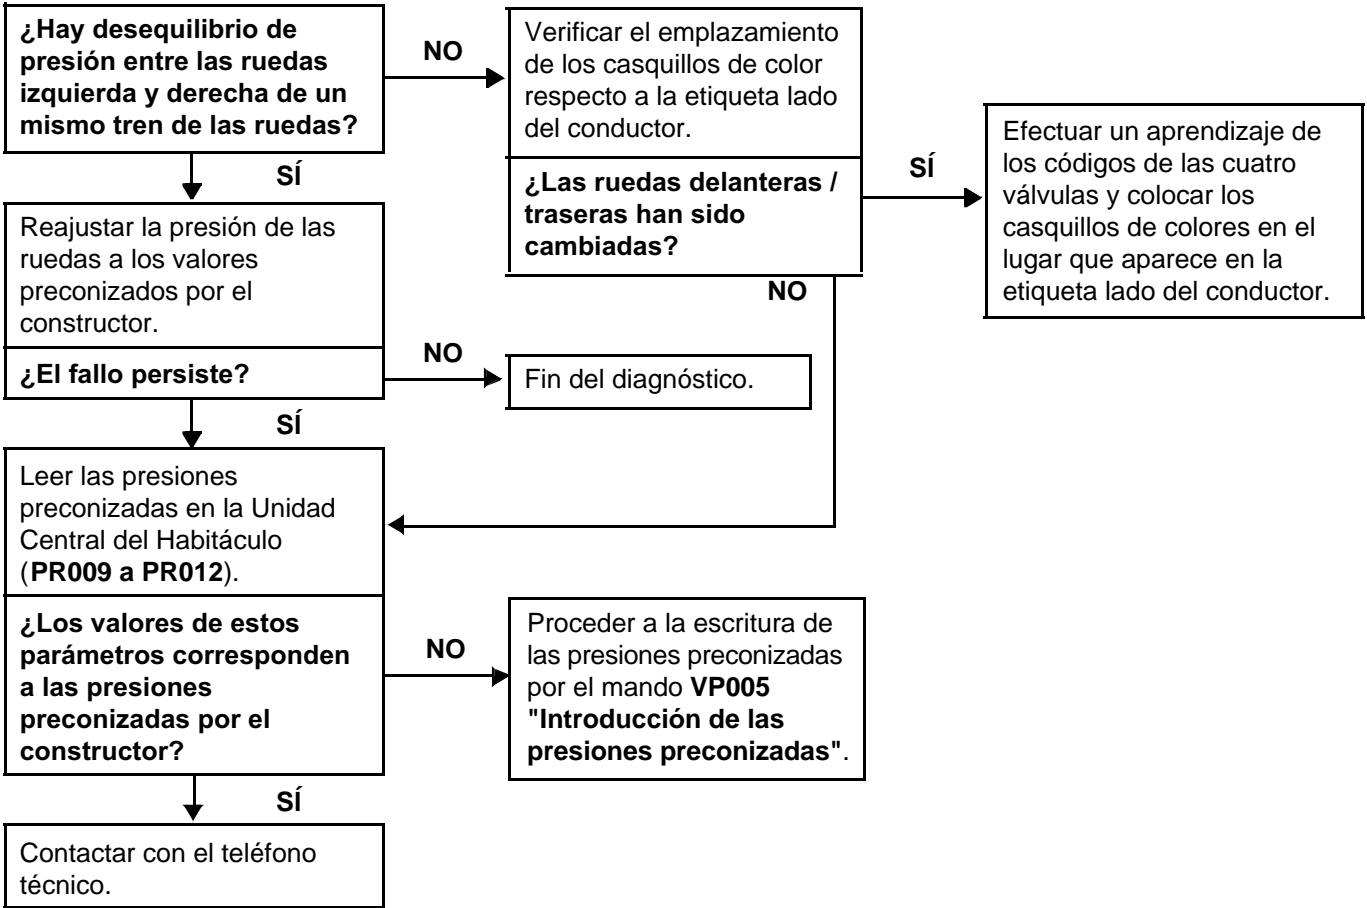 ¿Hay desequilibrio de
presión entre las ruedas
izquierda y derecha de un
mismo tren de las ruedas?
NO
Verificar el emplazamiento
de los casquillos de color
respecto a la etiqueta lado
del conductor.
¿Las ruedas delanteras /
traseras han sido
cambiadas?
SÍ
Efectuar un aprendizaje de
los códigos de las cuatro
válvulas y colocar los
casquillos de colores en el
lugar que aparece en la
etiqueta lado del conductor.
NO
SÍ
Reajustar la presión de las
ruedas a los valores
preconizados por el
constructor.
¿El fallo persiste?
NO
Fin del diagnóstico.
SÍ
Leer las presiones
preconizadas en la Unidad
Central del Habitáculo
(PR009 a PR012).
¿Los valores de estos
parámetros corresponden
a las presiones
preconizadas por el
constructor?
NO
Proceder a la escritura de
las presiones preconizadas
por el mando VP005
"Introducción de las
presiones preconizadas".
SÍ
Contactar con el teléfono
técnico.